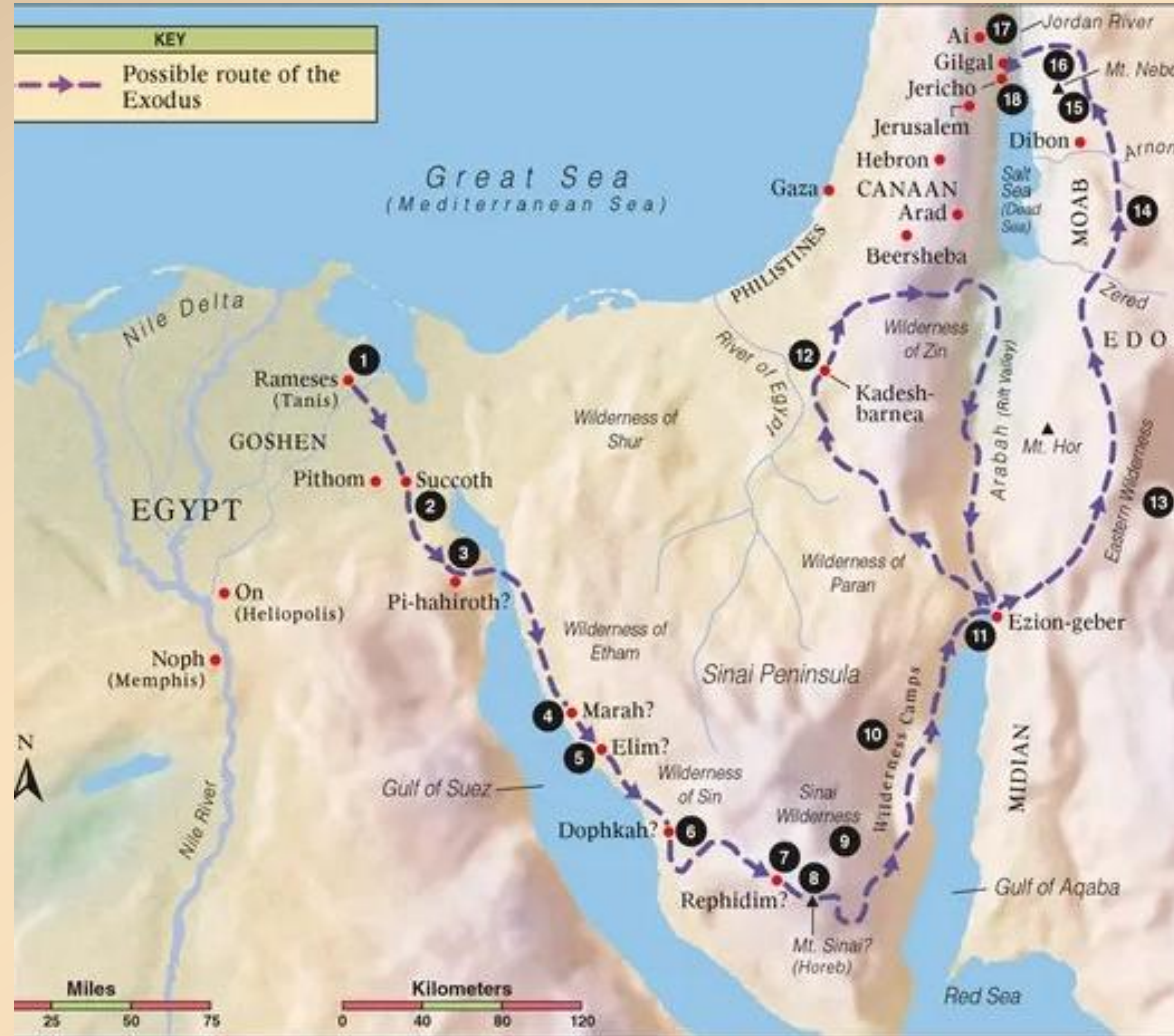 KEY
Possible route of the
Exodus
Great Sea
(Mediterranean Sea)
Nile Delta
1
Rameses
(Tanis)
GOSHEN
Pithom
Succoth
2
EGYPT
3
Pi-hahiroth?
On
(Heliopolis)
Noph
(Memphis)
N
Nile River
Gulf of Suez
Wilderness of
Shur
Wilderness of
Etham
4
Marah?
5
Elim?
Wilderness
of Sin
Dophkah?
6
Sinai Peninsula
Sinai
Wilderness
7
8
9
Rephidim?
Mt. Sinai?
(Horeb)
10
Wilderness Camps
Wilderness of
Paran
11
Ezion-geber
MIDIAN
Gulf of Aqaba
Red Sea
12
Kadesh-
barnea
River of Egypt
Wilderness
of Zin
PHILISTINES
Gaza
CANAAN
Hebron
Arad
Beersheba
Jerusalem
Jericho
Gilgal
Ai
17
18
Jordan River
16
Mt. Nebo
15
Dibon
Arnon
Salt
Sea
(Dead
Sea)
MOAB
14
Zered
EDO
Arabah (Rift Valley)
Mt. Hor
Eastern Wilderness
13
Miles
25 50 75
Kilometers
0 40 80 120